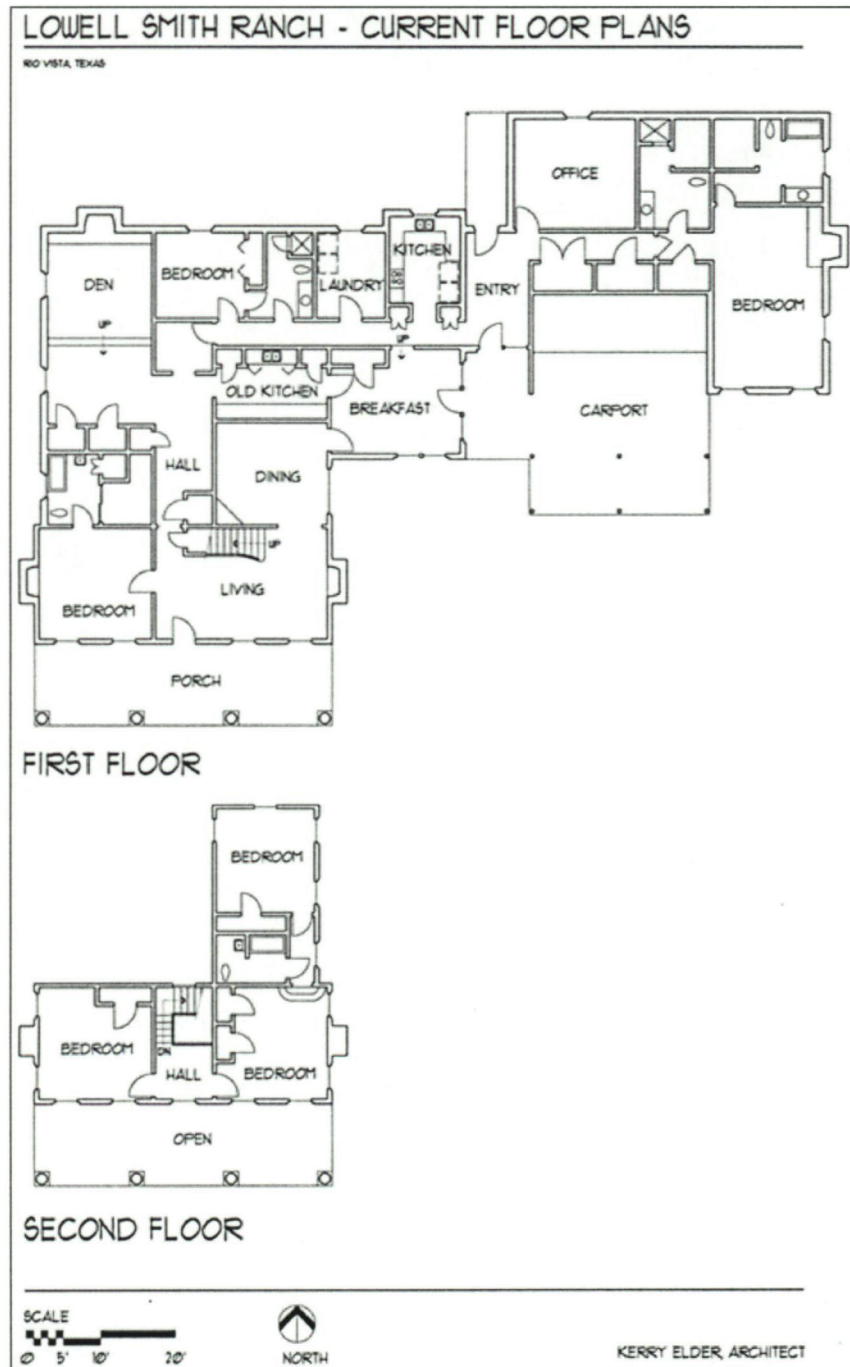 LOWELL SMITH RANCH - CURRENT FLOOR PLANS
RIO VISTA, TEXAS
OFFICE
KITCHEN
BEDROOM
DEN
LAUNDRY
ENTRY
BEDROOM
UP
UP
OLD KITCHEN
BREAKFAST
CARPORT
HALL
DINING
UP
LIVING
BEDROOM
PORCH
FIRST FLOOR
BEDROOM
BEDROOM
DN
HALL
BEDROOM
OPEN
SECOND FLOOR
SCALE
0 5' 10' 20'
NORTH
KERRY ELDER, ARCHITECT